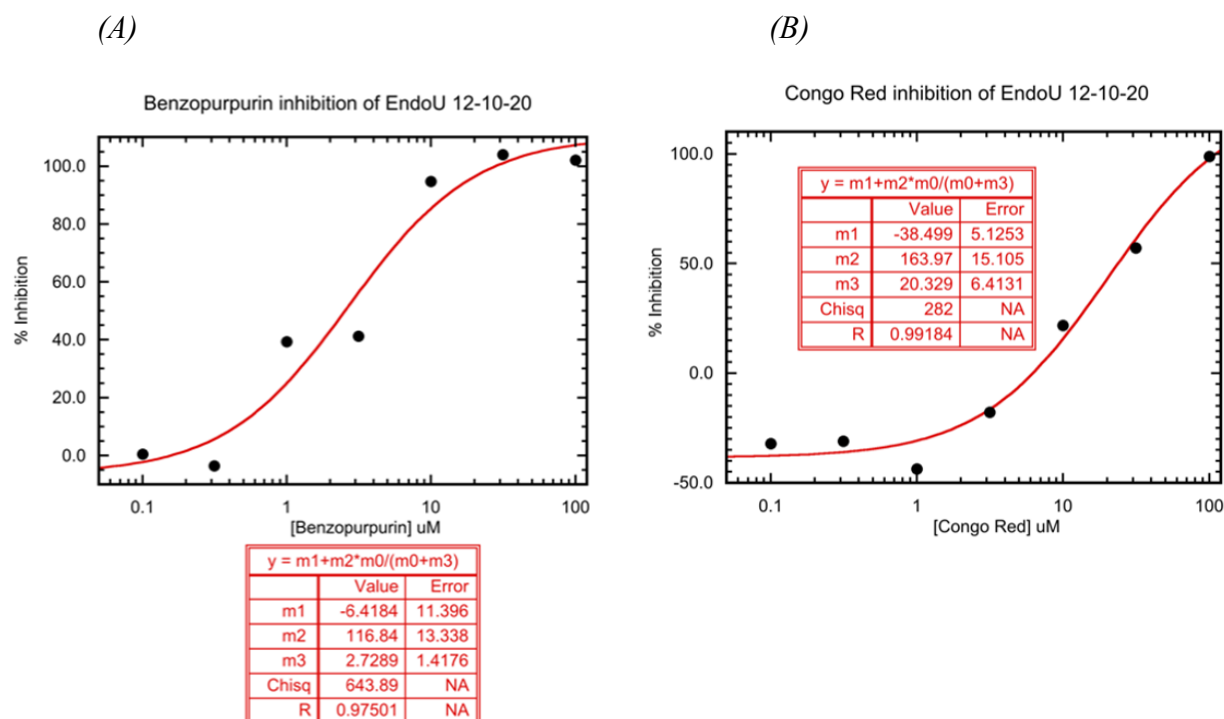 (A)
Benzopurpurin inhibition of EndoU 12-10-20
% Inhibition
100.0
80.0
60.0
40.0
20.0
0.0
0.1 1 10 100
[Benzopurpurin] uM
y = m1+m2*m0/(m0+m3)
Value Error
m1 -6.4184 11.396
m2 116.84 13.338
m3 2.7289 1.4176
Chisq 643.89 NA
R 0.97501 NA
(B)
Congo Red inhibition of EndoU 12-10-20
% Inhibition
100.0
50.0
0.0
-50.0
y = m1+m2*m0/(m0+m3)
Value Error
m1 -38.499 5.1253
m2 163.97 15.105
m3 20.329 6.4131
Chisq 282 NA
R 0.99184 NA
0.1 1 10 100
[Congo Red] uM